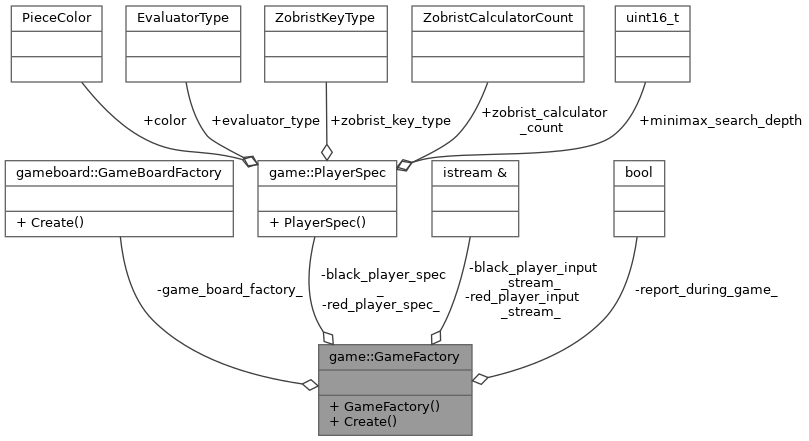 PieceColor
EvaluatorType
ZobristKeyType
ZobristCalculatorCount
uint16_t
+color
+evaluator_type
+zobrist_key_type
+zobrist_calculator
_count
+minimax_search_depth
gameboard::GameBoardFactory
+ Create()
game::PlayerSpec
+ PlayerSpec()
istream &
bool
-game_board_factory_
-black_player_spec
_
-red_player_spec_
-black_player_input
_stream_
-red_player_input
_stream_
-report_during_game_
game::GameFactory
+ GameFactory()
+ Create()